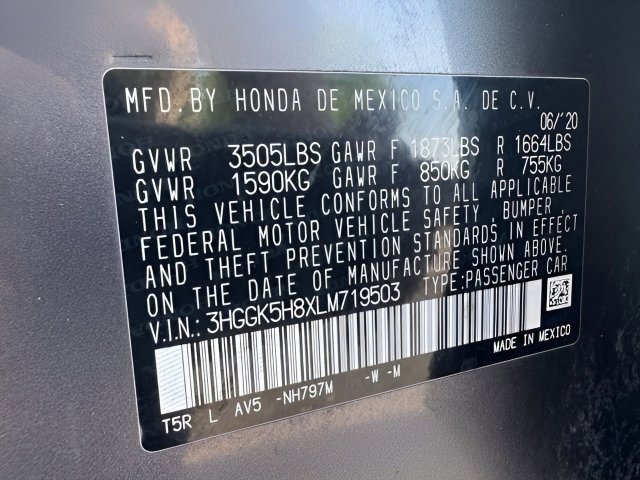 MFD. BY HONDA DE MEXICO S.A. DE C.V.
06/'20
GVWR 3505LBS GAWR F 1873LBS R 1664LBS
GVWR 1590KG GAWR F 850KG R 755KG
THIS VEHICLE CONFORMS TO ALL APPLICABLE
FEDERAL MOTOR VEHICLE SAFETY, BUMPER,
AND THEFT PREVENTION STANDARDS IN EFFECT
ON THE DATE OF MANUFACTURE SHOWN ABOVE.
V.I.N.: 3HGGK5H8XLM719503 TYPE:PASSENGER CAR
MADE IN MEXICO
T5R L AV5 -NH797M -W -M